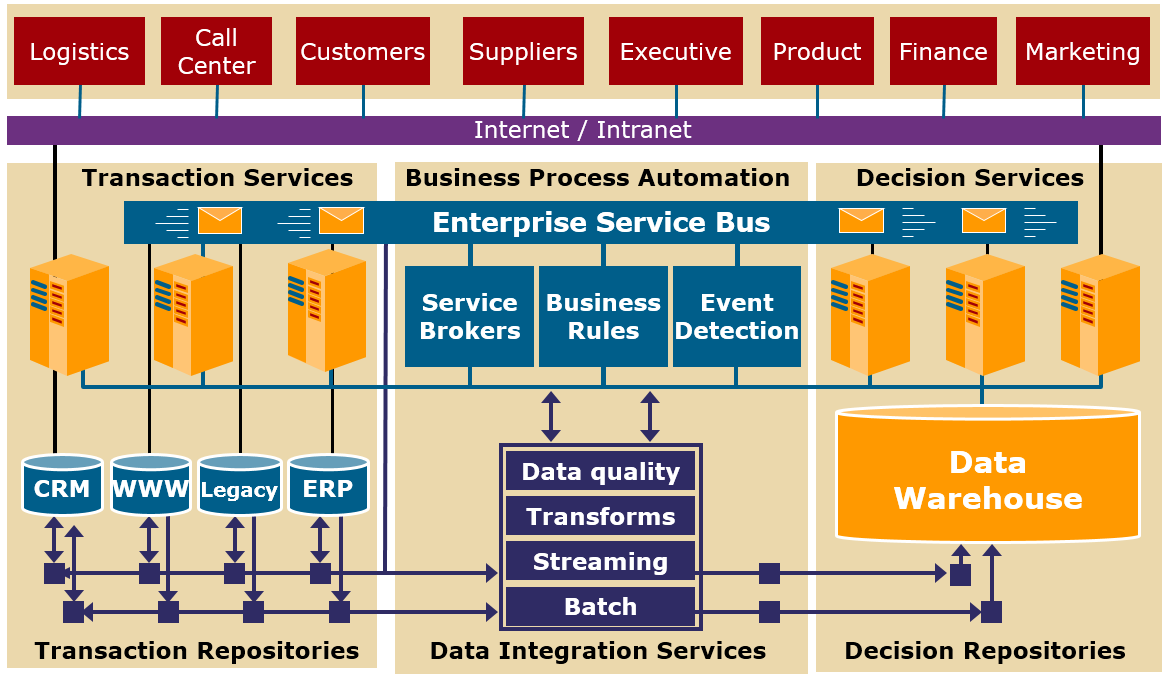 Logistics
Call
Center
Customers
Suppliers
Executive
Product
Finance
Marketing
Internet / Intranet
Transaction Services
Business Process Automation
Decision Services
Enterprise Service Bus
Service
Brokers
Business
Rules
Event
Detection
CRM
WWW
Legacy
ERP
Data quality
Transforms
Streaming
Batch
Data
Warehouse
Transaction Repositories
Data Integration Services
Decision Repositories